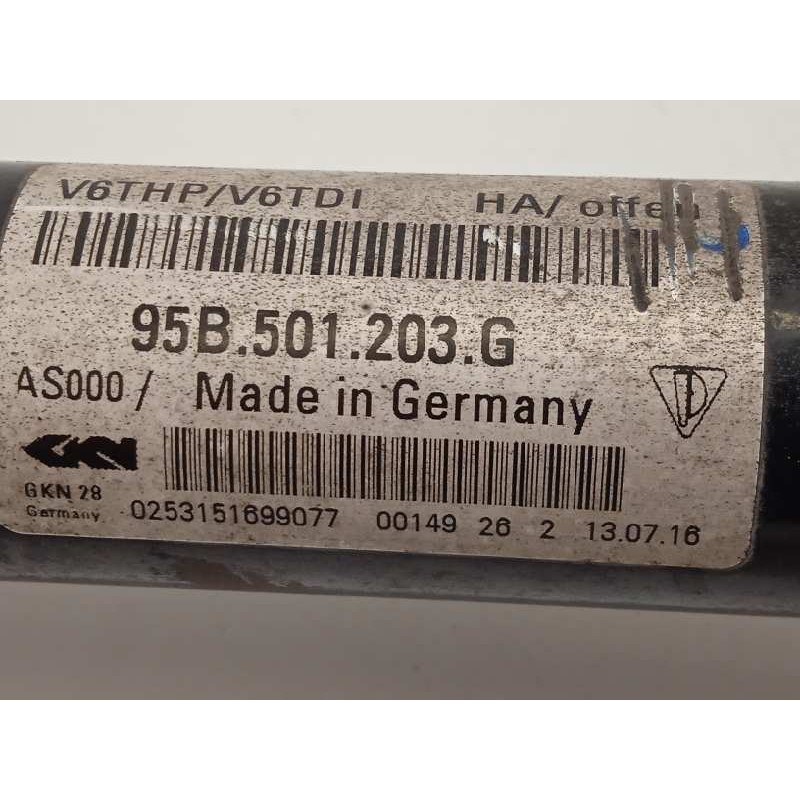 V6THP/V6TDI HA/ offen
95B.501.203.G
AS000 / Made in Germany
GKN
GKN 28
Germany 0253151699077 00149 26 2 13.07.16